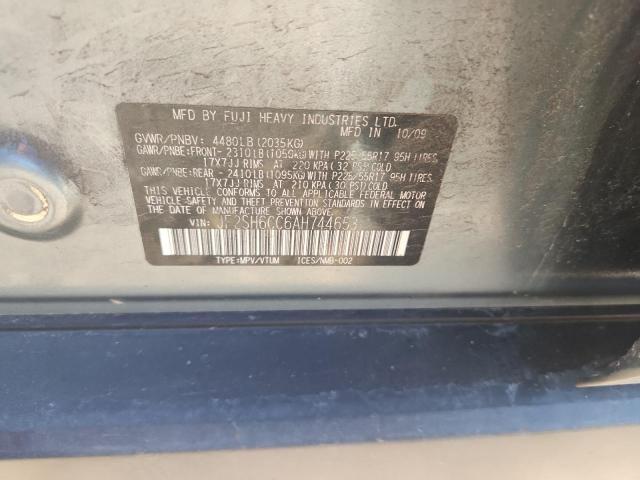 MFD BY FUJI HEAVY INDUSTRIES LTD.
MFD IN 10/09
GVWR/PNBV: 4480LB(2035KG)
GAWR/PNBE:FRONT- 2310LB(1050KG)WITH P225/55R17 95H TIRES
17X7JJ RIMS AT 220 KPA(32 PSI)COLD
GAWR/PNBE:REAR - 2410LB(1095KG)WITH P225/55R17 95H TIRES
17X7JJ RIMS AT 210 KPA(30 PSI)COLD
THIS VEHICLE CONFORMS TO ALL APPLICABLE FEDERAL MOTOR
VEHICLE SAFETY AND THEFT PREVENTION STANDARDS IN EFFECT
ON THE DATE OF MANUFACTURE SHOWN ABOVE.
VIN: JF2SH6CC6AH744653
TYPE:MPV/VTUM ICES/NMB-002